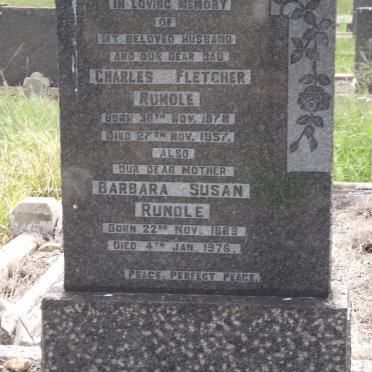 IN LOVING MEMORY
OF
MY BELOVED HUSBAND
AND OUR DEAR DAD
CHARLES FLETCHER
RUNDLE
BORN 30TH NOV. 1878
DIED 27TH NOV. 1957.
ALSO
OUR DEAR MOTHER
BARBARA SUSAN
RUNDLE
BORN 22ND NOV. 1889
DIED 4TH JAN. 1976.
PEACE, PERFECT PEACE.